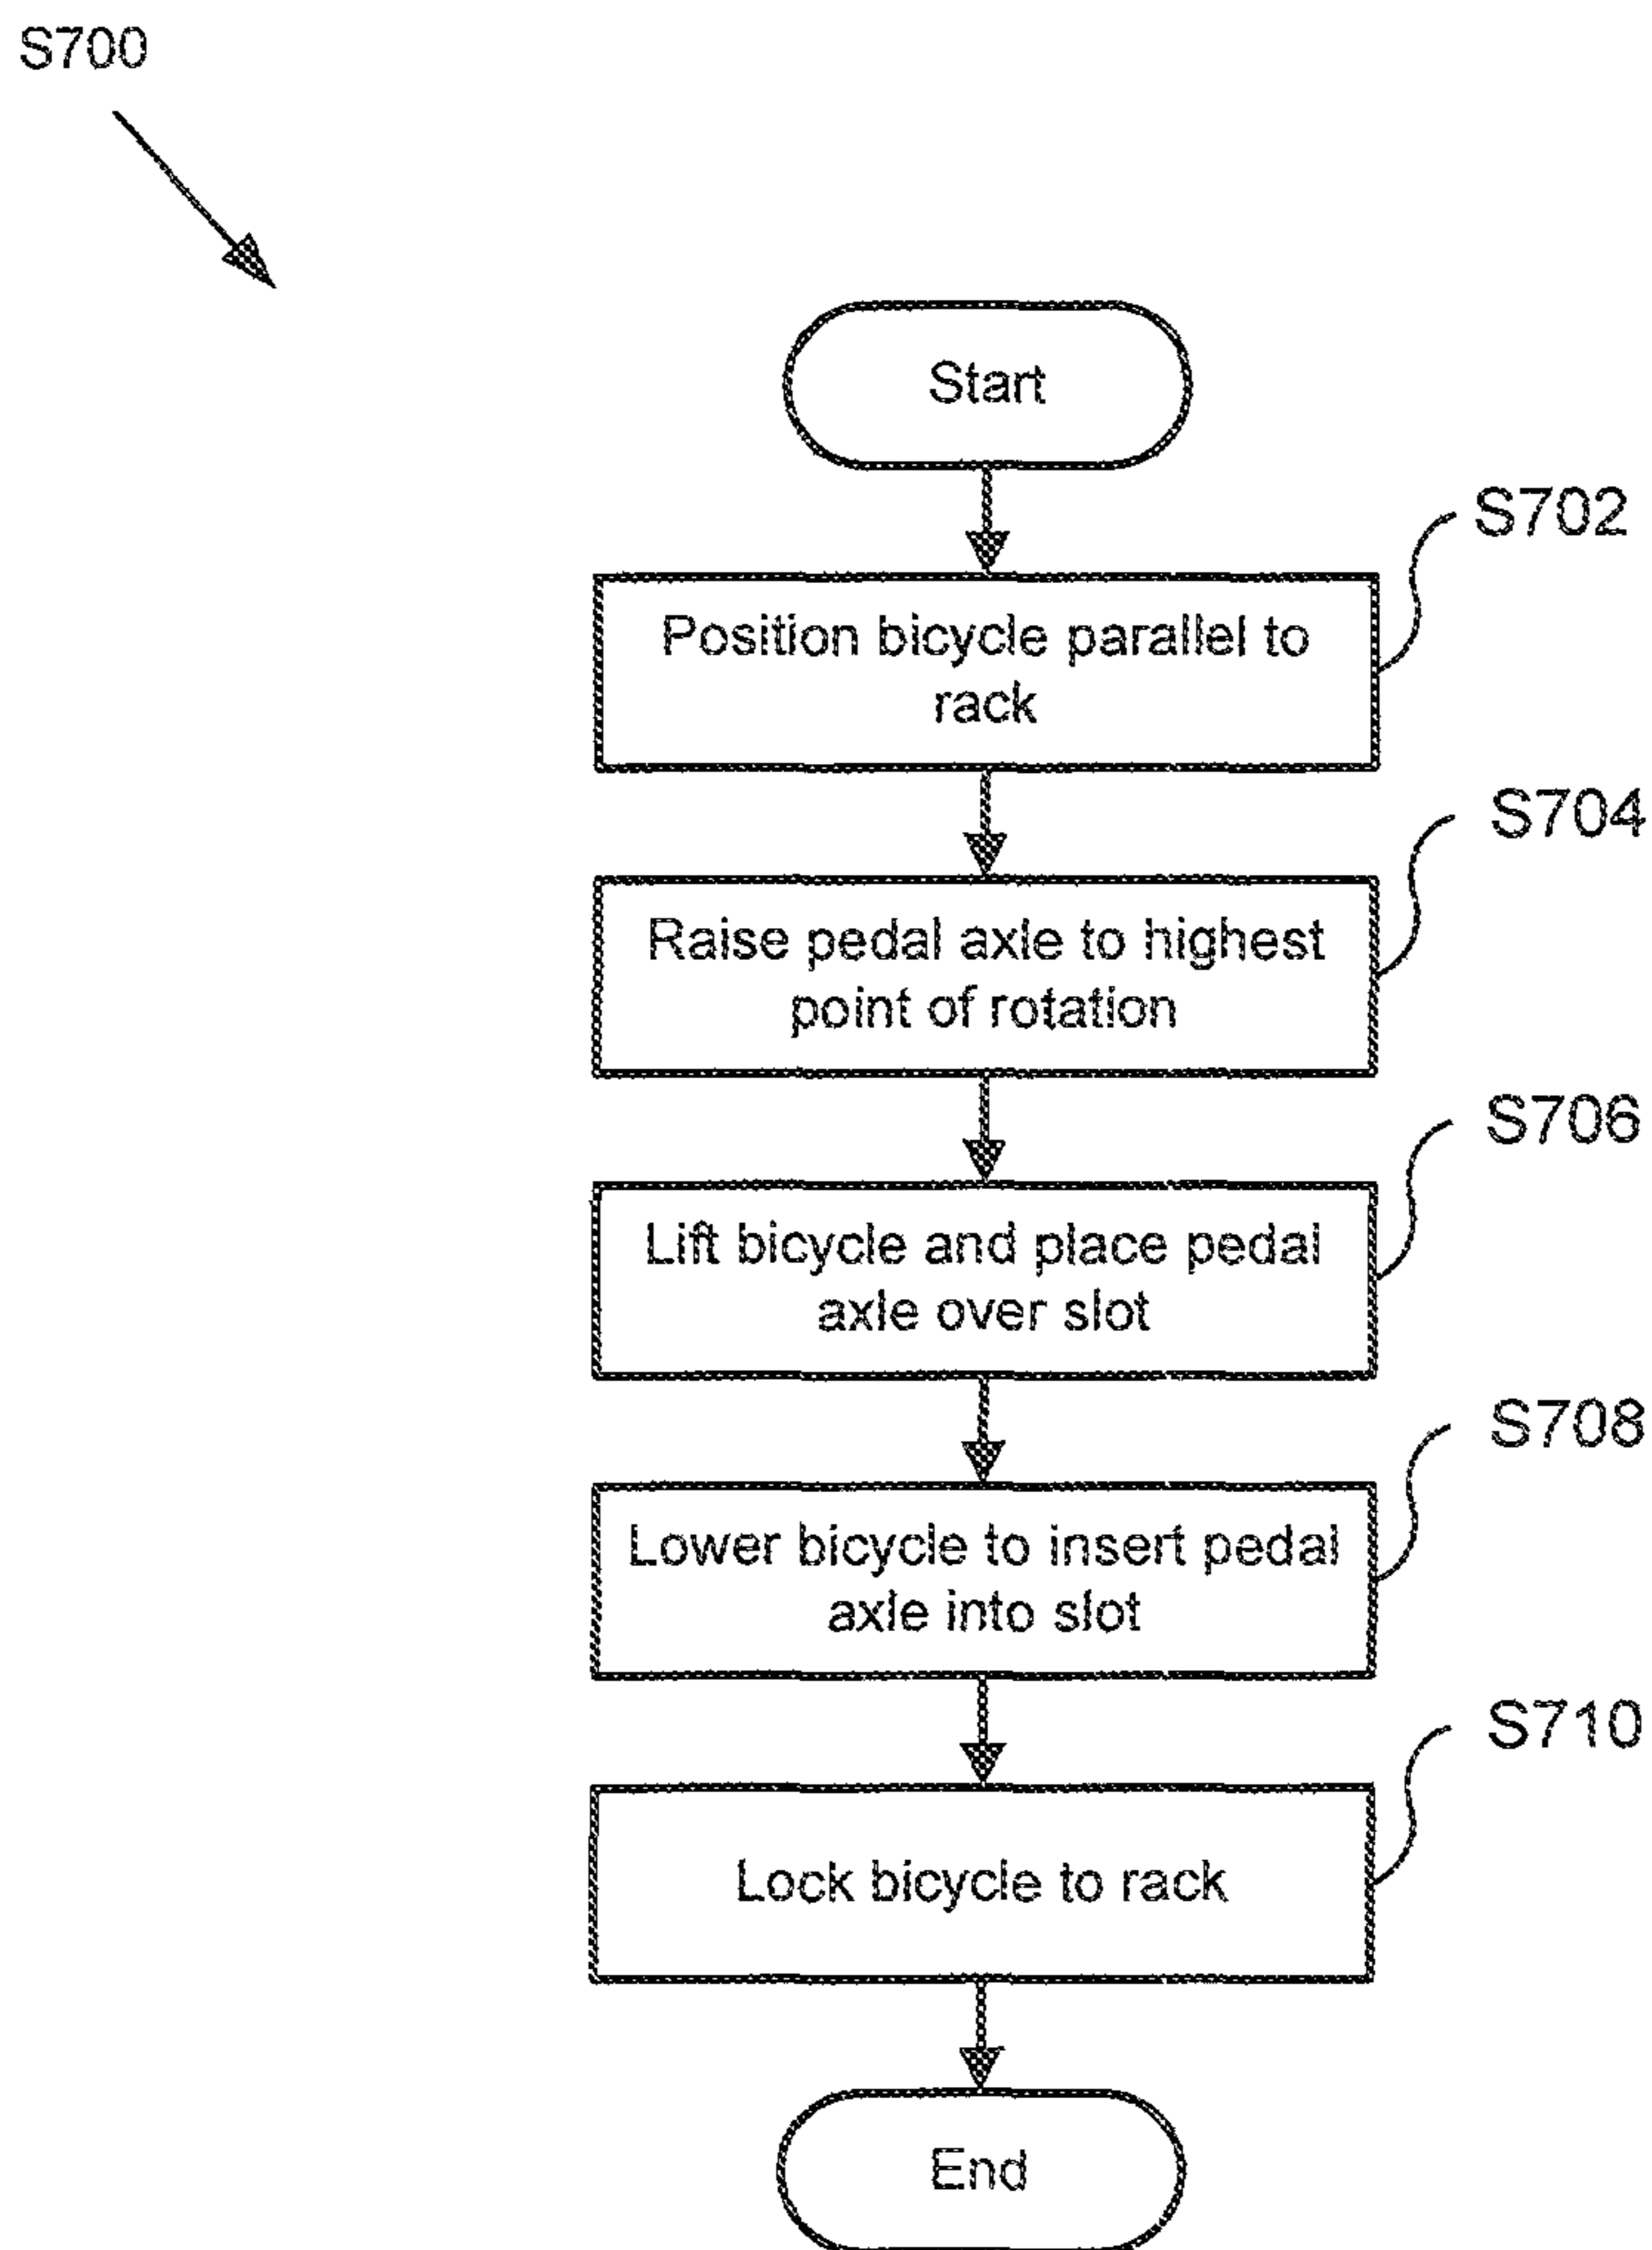 S700
Start
S702
Position bicycle parallel to
rack
S704
Raise pedal axle to highest
point of rotation
S706
Lift bicycle and place pedal
axle over slot
S708
Lower bicycle to insert pedal
axle into slot
S710
Lock bicycle to rack
End